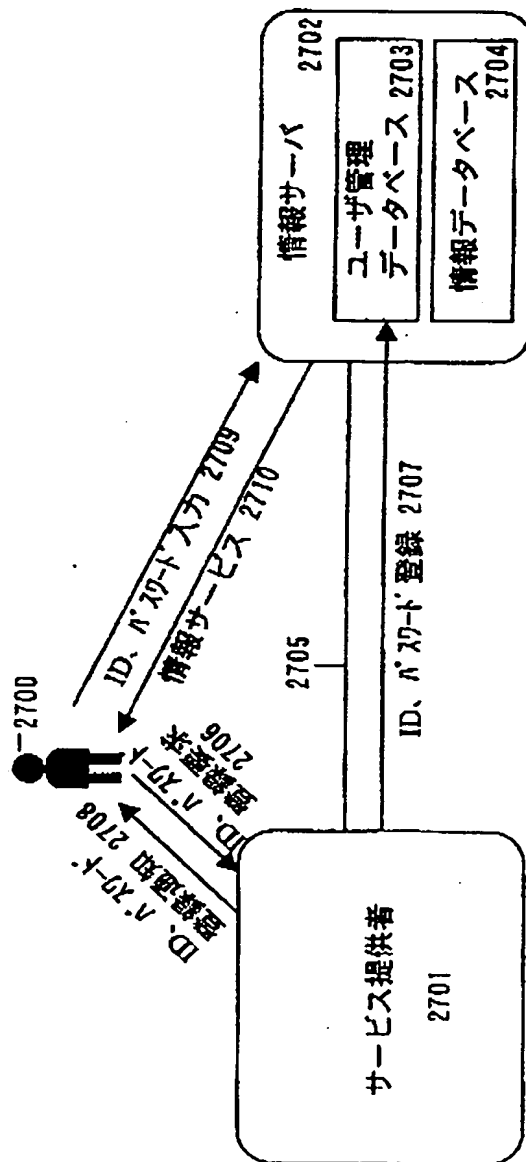 2700
ID、パスワード入力 2709
情報サービス 2710
ID、パスワード
登録通知 2708
ID、パスワード
登録要求
2706
サービス提供者
2701
2705
ID、パスワード登録 2707
情報サーバ 2702
ユーザ管理
データベース 2703
情報データベース
2704